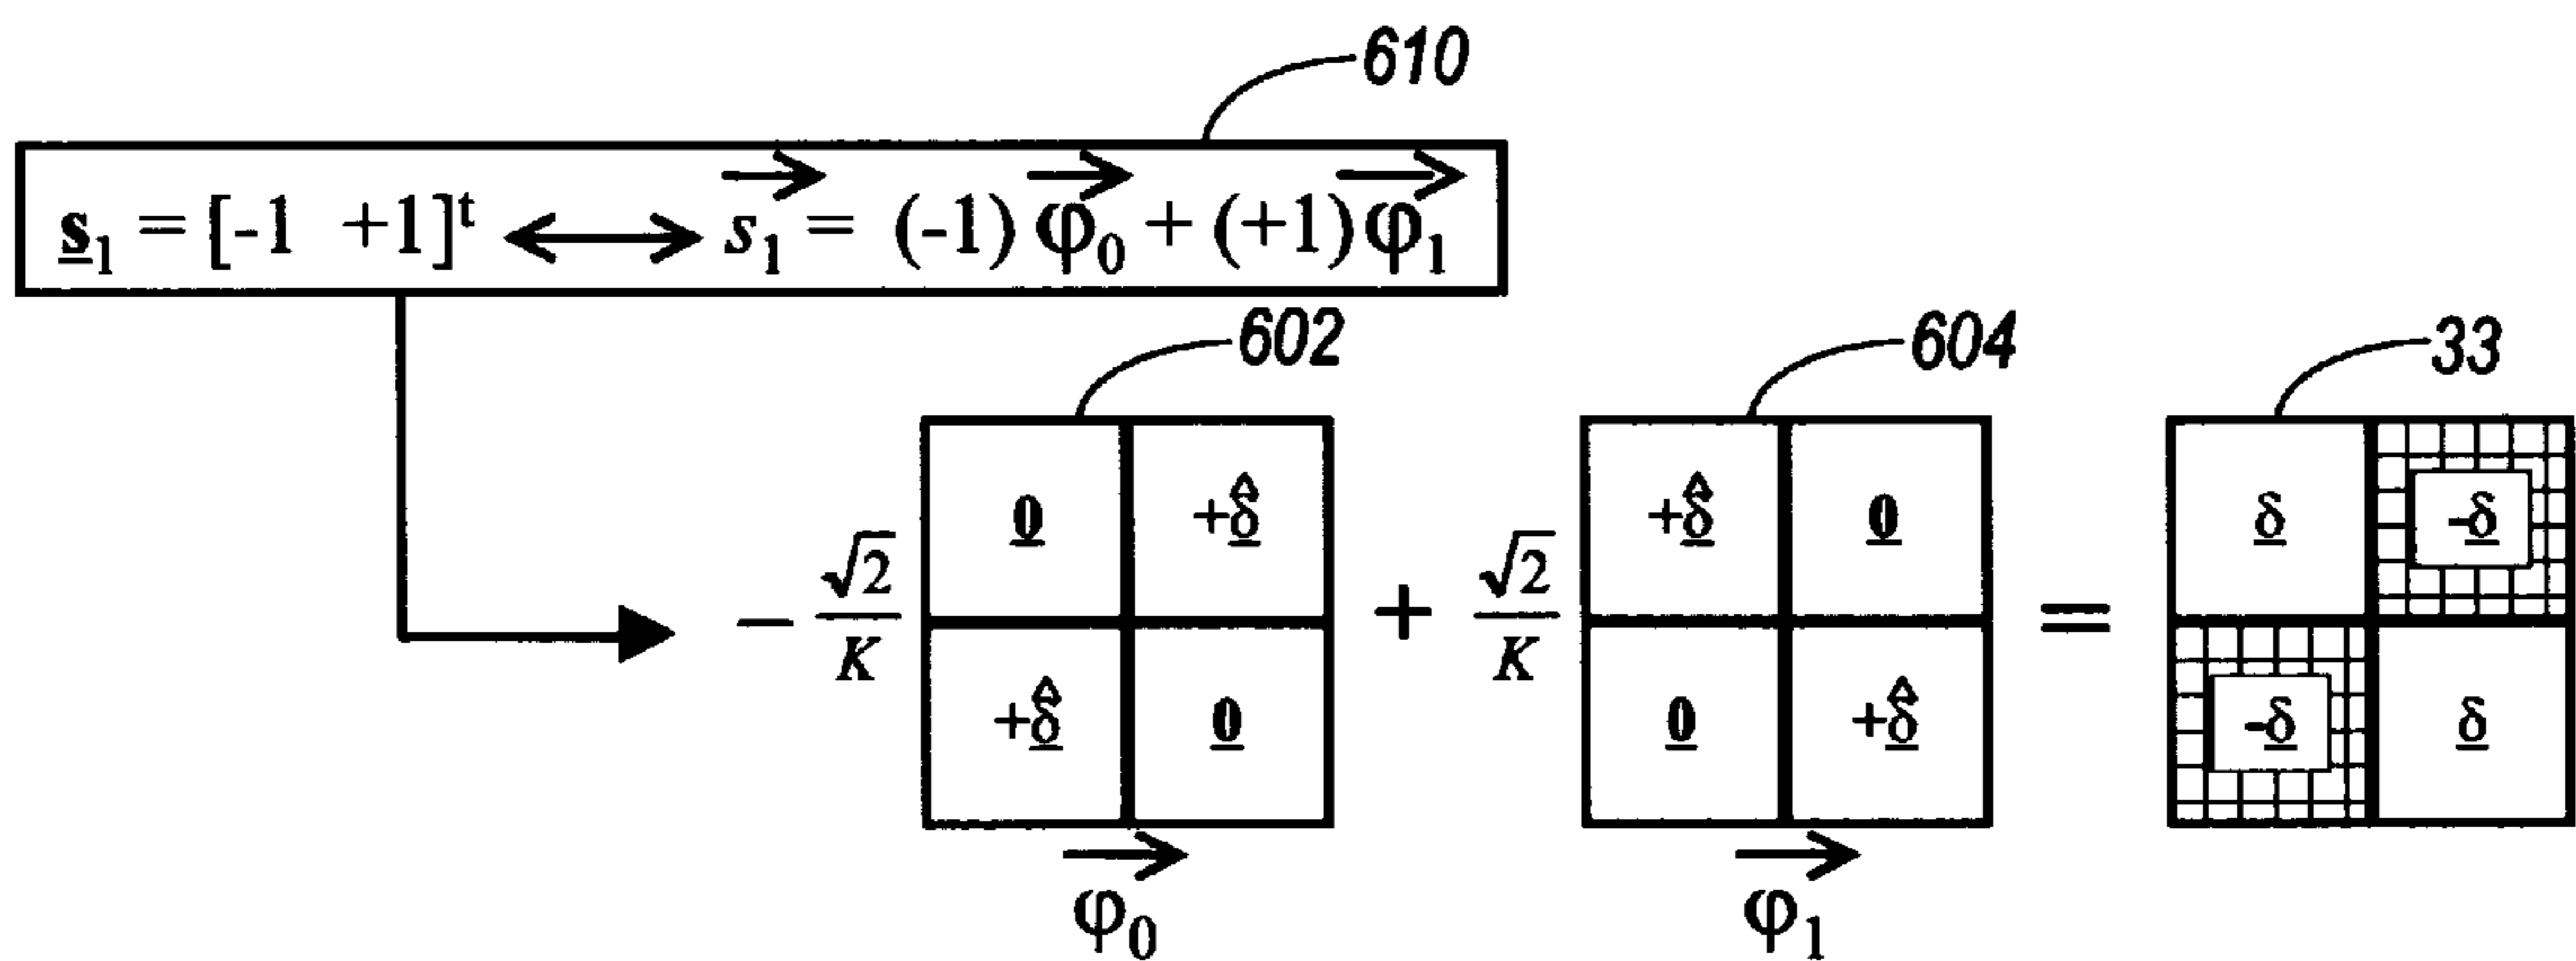 610
s₁ = [-1 +1]ᵗ ⟷ s₁⃗ = (-1) φ₀⃗ + (+1) φ₁⃗
602 604 33
0 +δ̂ +δ̂ 0 δ -δ
− √2/K + √2/K =
+δ̂ 0 0 +δ̂ -δ δ
φ₀⃗ φ₁⃗